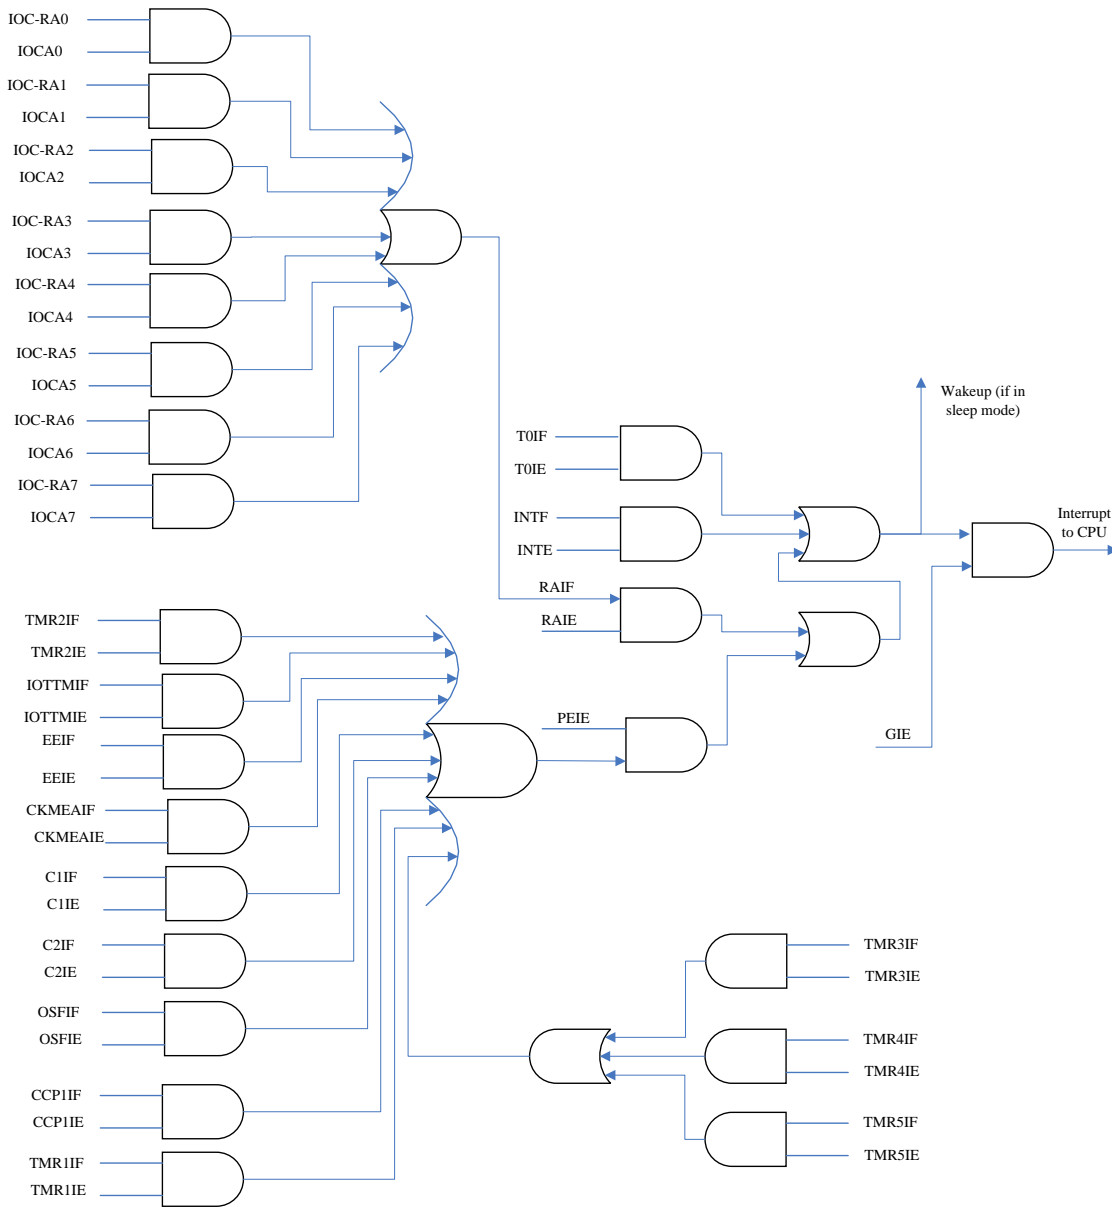 IOC-RA0
IOCA0
IOC-RA1
IOCA1
IOC-RA2
IOCA2
IOC-RA3
IOCA3
IOC-RA4
IOCA4
IOC-RA5
IOCA5
IOC-RA6
IOCA6
IOC-RA7
IOCA7
Wakeup (if in
sleep mode)
T0IF
T0IE
INTF
INTE
Interrupt
to CPU
RAIF
RAIE
PEIE
GIE
TMR2IF
TMR2IE
IOTTMIF
IOTTMIE
EEIF
EEIE
CKMEAIF
CKMEAIE
C1IF
C1IE
C2IF
C2IE
OSFIF
OSFIE
CCP1IF
CCP1IE
TMR1IF
TMR1IE
TMR3IF
TMR3IE
TMR4IF
TMR4IE
TMR5IF
TMR5IE